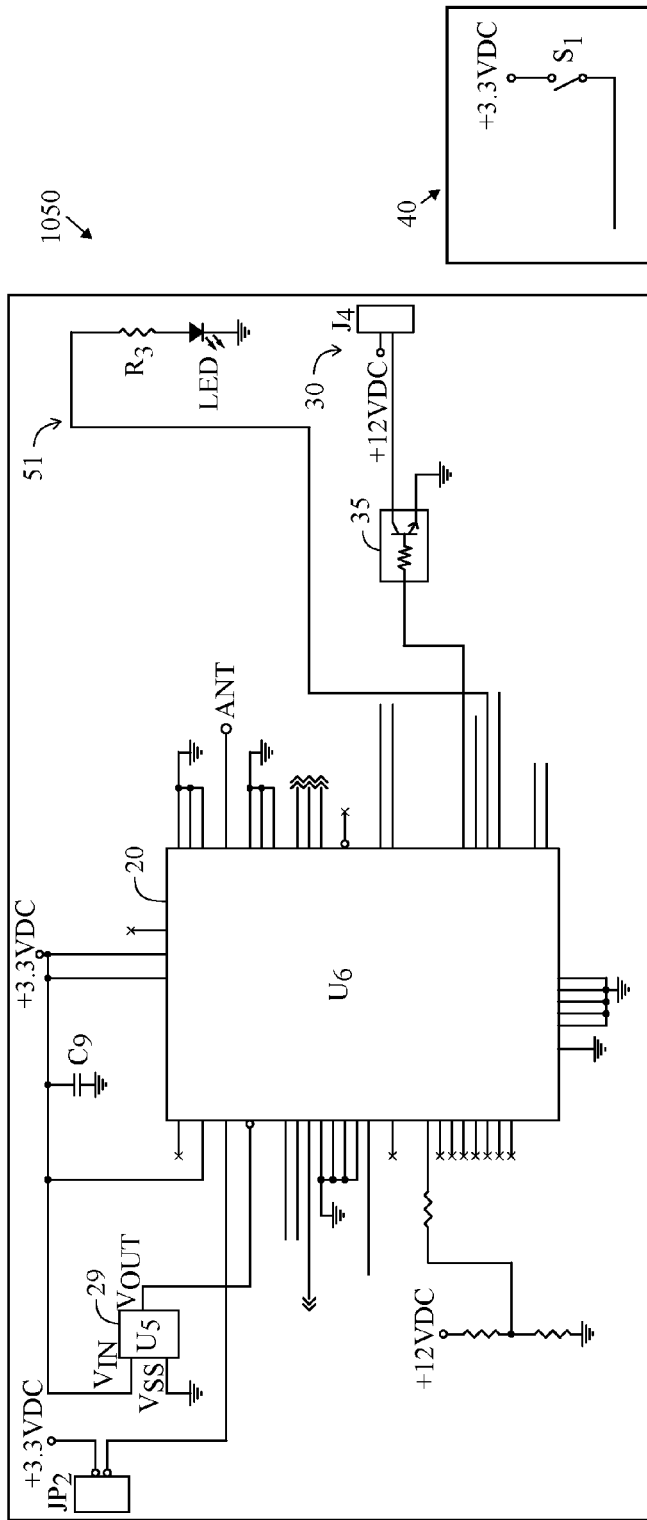 1050
51
R3
LED
30
J4
+12VDC
35
40
+3.3VDC
S1
+3.3VDC
20
ANT
C9
U6
+3.3VDC
JP2
VIN
VOUT
29
U5
VSS
+12VDC